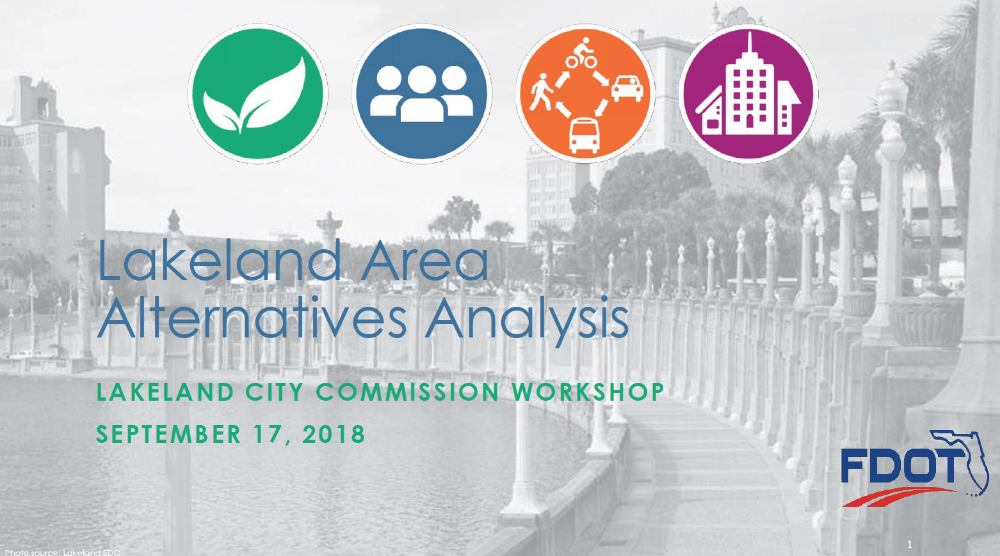 Lakeland Area
Alternatives Analysis
LAKELAND CITY COMMISSION WORKSHOP
SEPTEMBER 17, 2018
FDOT
1
Photo source: Lakeland EDC